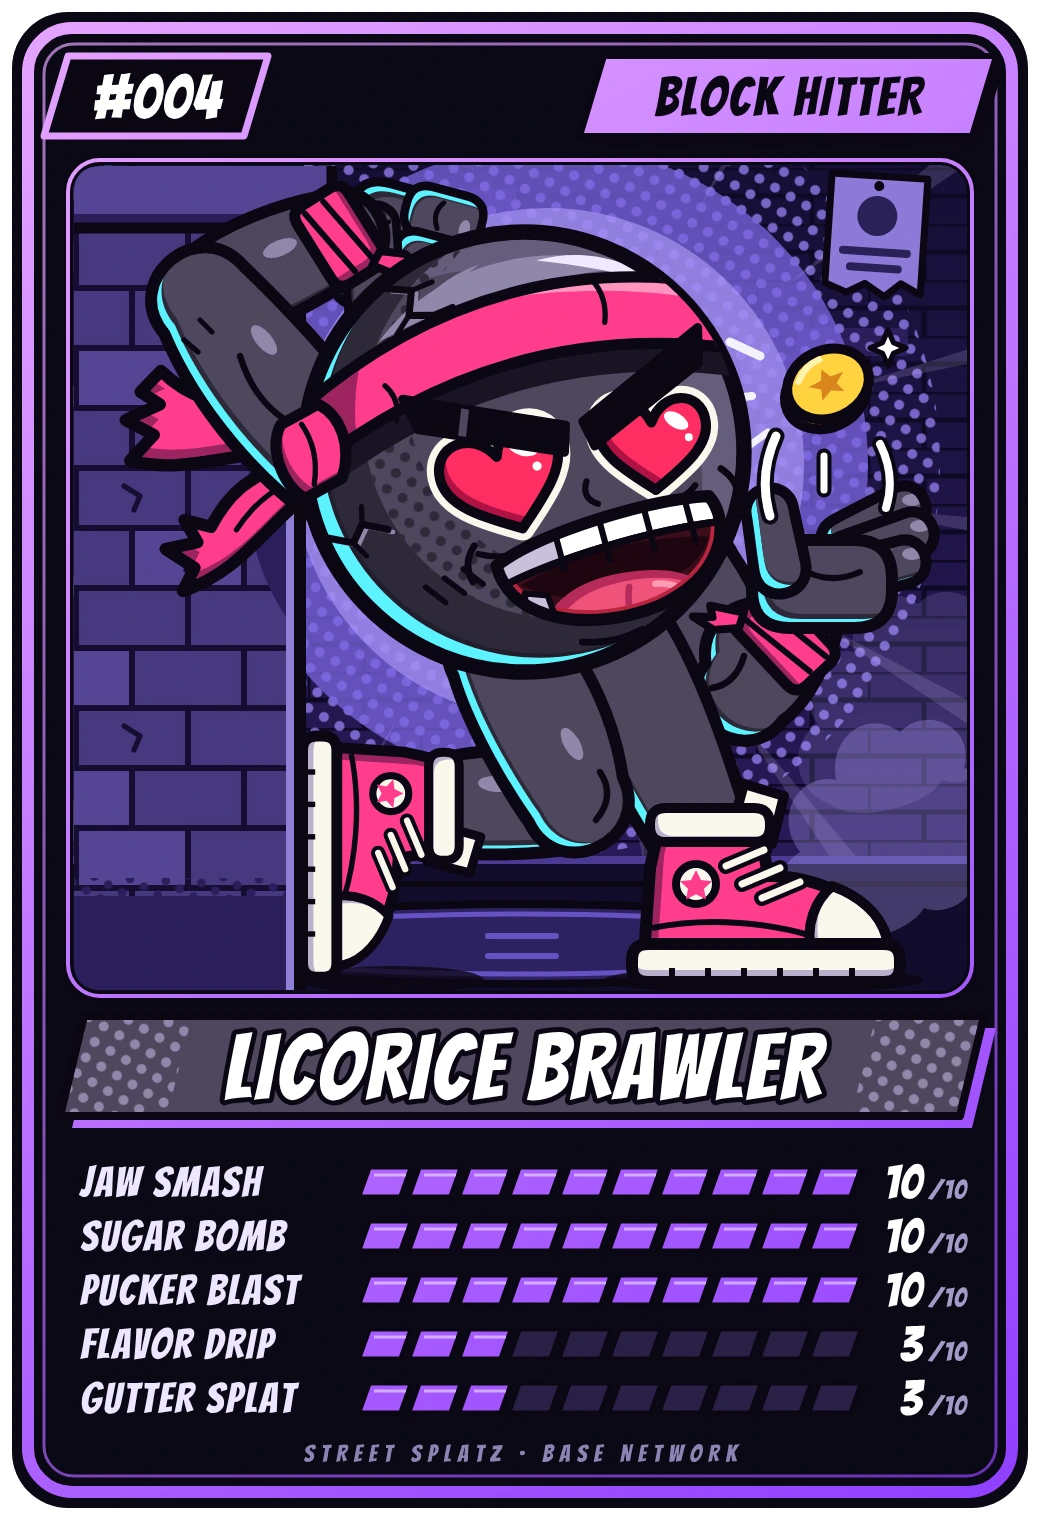 #004
BLOCK HITTER
LICORICE BRAWLER
JAW SMASH 10/10
SUGAR BOMB 10/10
PUCKER BLAST 10/10
FLAVOR DRIP 3/10
GUTTER SPLAT 3/10
STREET SPLATZ · BASE NETWORK